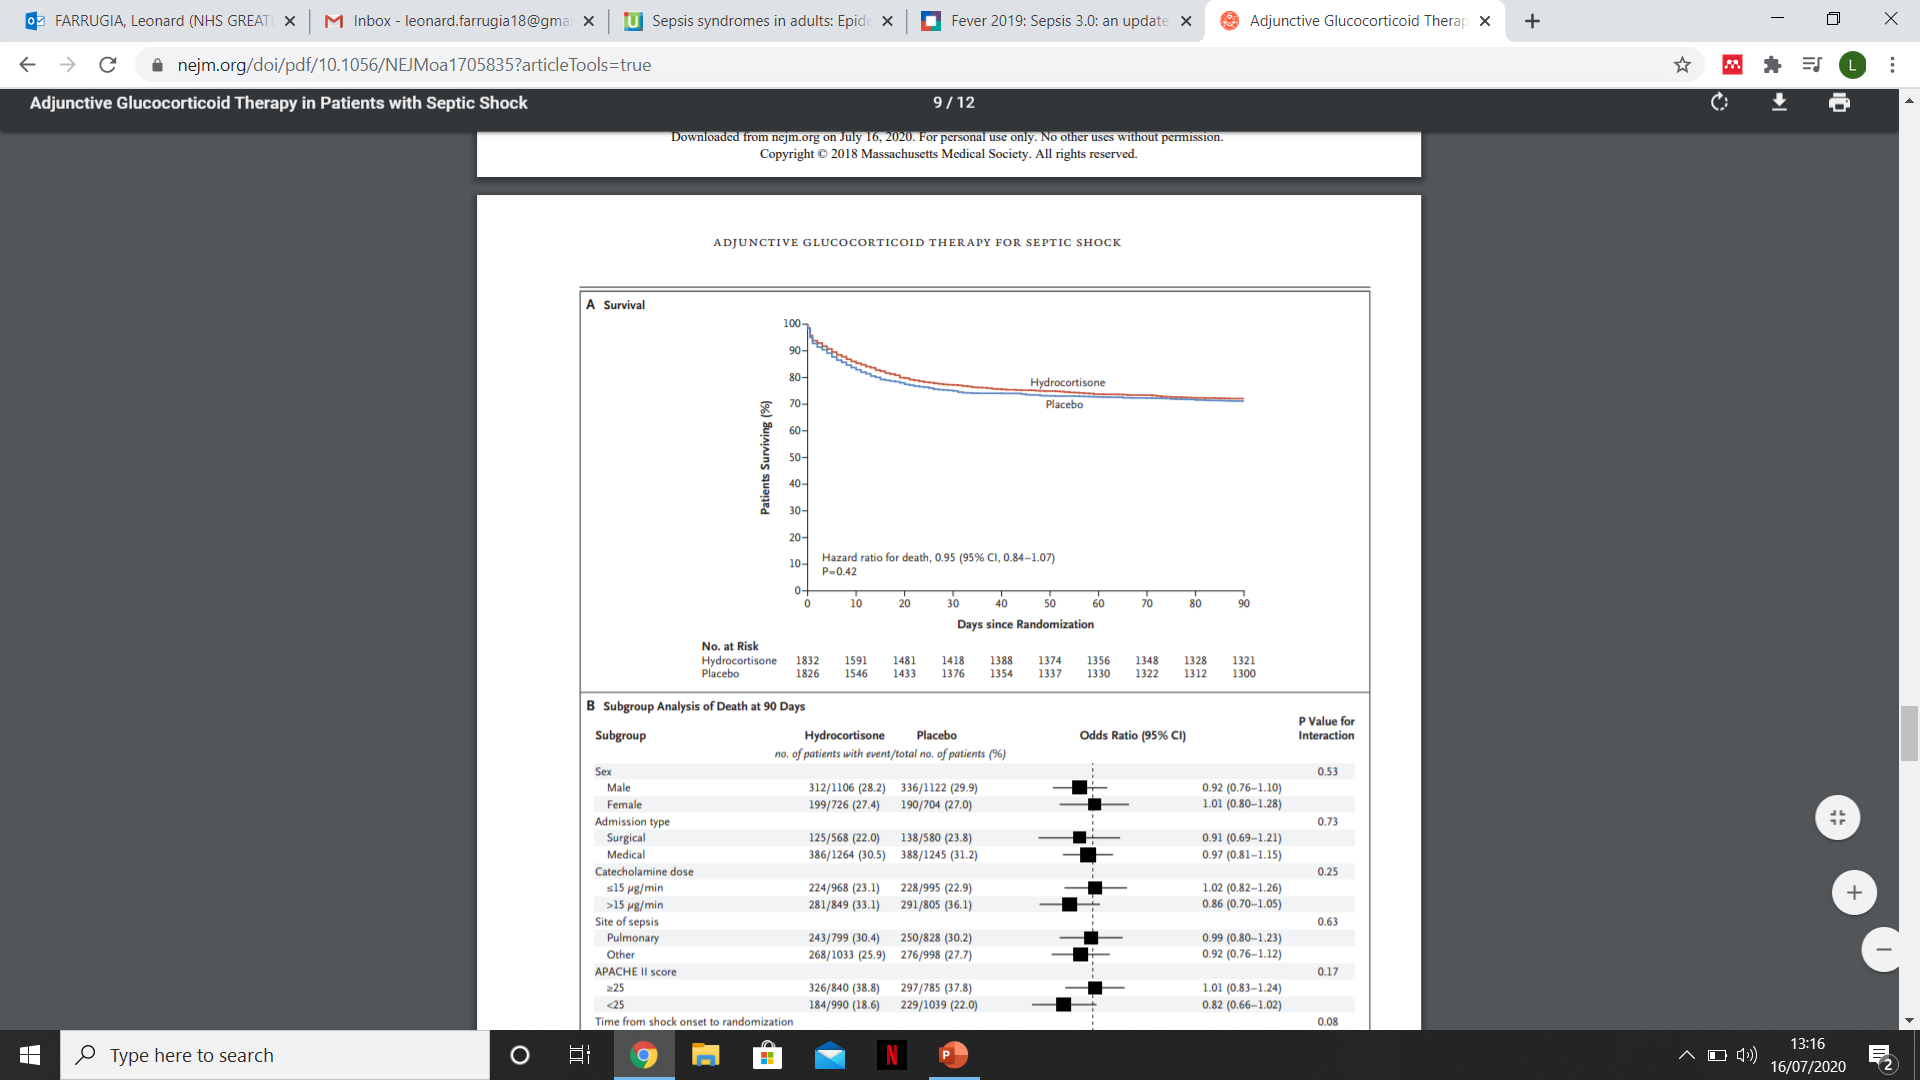 FARRUGIA, Leonard (NHS GREAT
Inbox - leonard.farrugia18@gma
Sepsis syndromes in adults: Epide
Fever 2019: Sepsis 3.0: an update
Adjunctive Glucocorticoid Therap
nejm.org/doi/pdf/10.1056/NEJMoa1705835?articleTools=true
L
Adjunctive Glucocorticoid Therapy in Patients with Septic Shock
9 / 12
Downloaded from nejm.org on July 16, 2020. For personal use only. No other uses without permission.
Copyright © 2018 Massachusetts Medical Society. All rights reserved.
ADJUNCTIVE GLUCOCORTICOID THERAPY FOR SEPTIC SHOCK
A Survival
Patients Surviving (%)
100
90
80
70
60
50
40
30
20
10
0
Hydrocortisone
Placebo
Hazard ratio for death, 0.95 (95% CI, 0.84–1.07)
P=0.42
0 10 20 30 40 50 60 70 80 90
Days since Randomization
No. at Risk
Hydrocortisone 1832 1591 1481 1418 1388 1374 1356 1348 1328 1321
Placebo 1826 1546 1433 1376 1354 1337 1330 1322 1312 1300
B Subgroup Analysis of Death at 90 Days
Subgroup Hydrocortisone Placebo Odds Ratio (95% CI) P Value for Interaction
no. of patients with event/total no. of patients (%)
Sex 0.53
Male 312/1106 (28.2) 336/1122 (29.9) 0.92 (0.76–1.10)
Female 199/726 (27.4) 190/704 (27.0) 1.01 (0.80–1.28)
Admission type 0.73
Surgical 125/568 (22.0) 138/580 (23.8) 0.91 (0.69–1.21)
Medical 386/1264 (30.5) 388/1245 (31.2) 0.97 (0.81–1.15)
Catecholamine dose 0.25
≤15 μg/min 224/968 (23.1) 228/995 (22.9) 1.02 (0.82–1.26)
>15 μg/min 281/849 (33.1) 291/805 (36.1) 0.86 (0.70–1.05)
Site of sepsis 0.63
Pulmonary 243/799 (30.4) 250/828 (30.2) 0.99 (0.80–1.23)
Other 268/1033 (25.9) 276/998 (27.7) 0.92 (0.76–1.12)
APACHE II score 0.17
≥25 326/840 (38.8) 297/785 (37.8) 1.01 (0.83–1.24)
<25 184/990 (18.6) 229/1039 (22.0) 0.82 (0.66–1.02)
Time from shock onset to randomization 0.08
Type here to search
13:16
16/07/2020
2